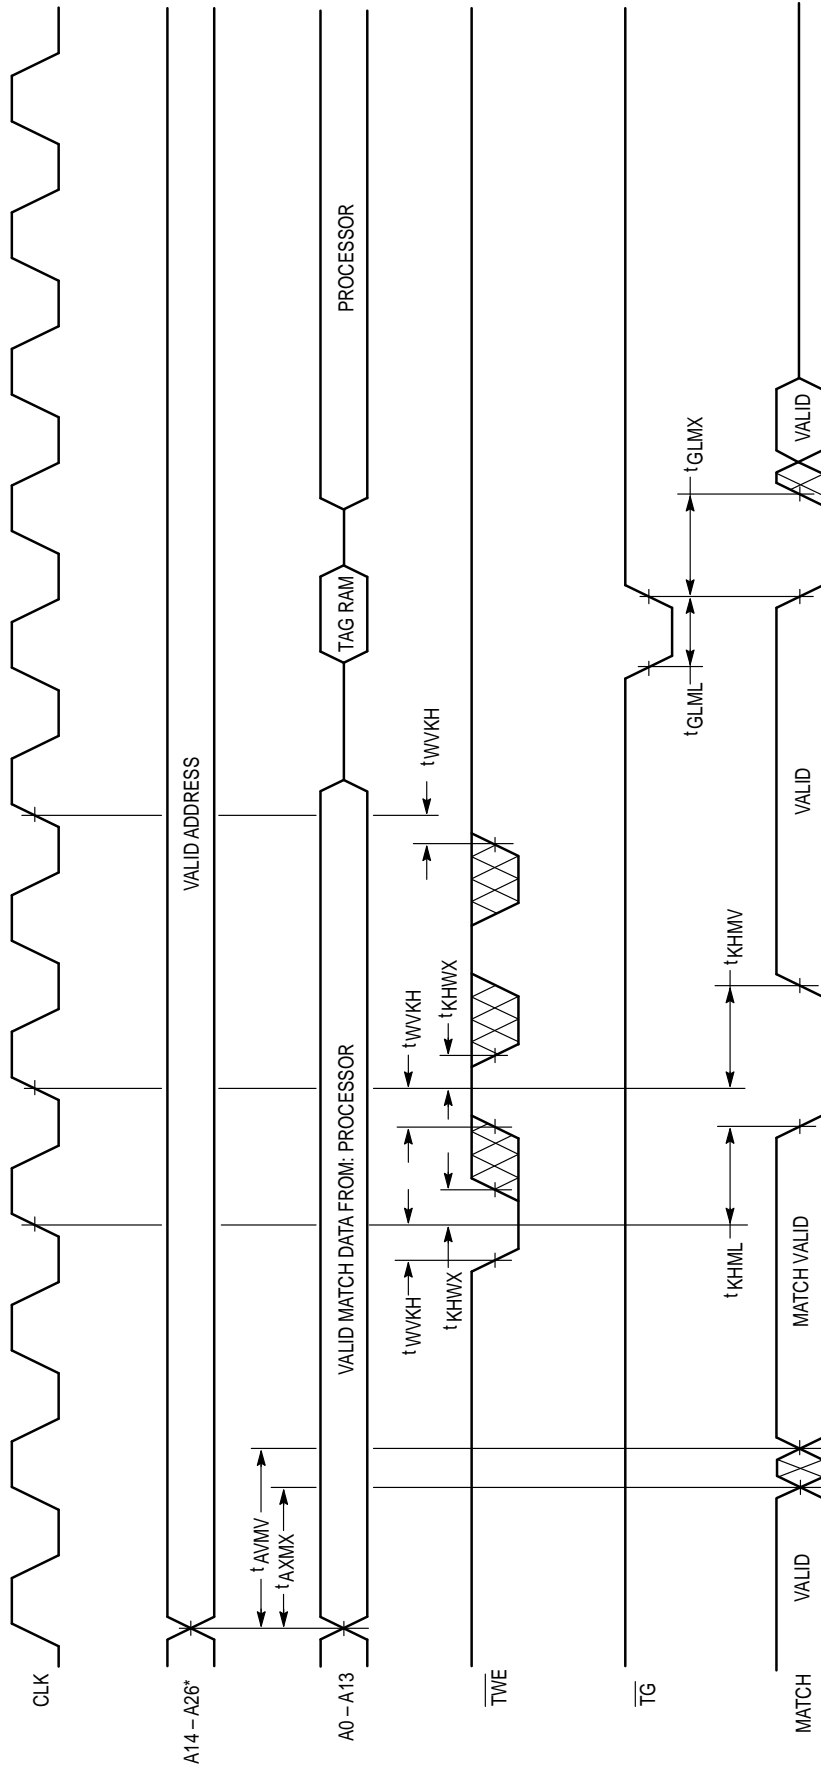 CLK
A14 – A26*
VALID ADDRESS
tAVMV
tAXMX
A0 – A13
VALID MATCH DATA FROM: PROCESSOR
TAG RAM
PROCESSOR
tWVKH
tWVKH
tWVKH
tKHWX
tKHWX
TWE
TG
tGLML
tGLMX
tKHML
tKHMV
MATCH
VALID
MATCH VALID
VALID
VALID